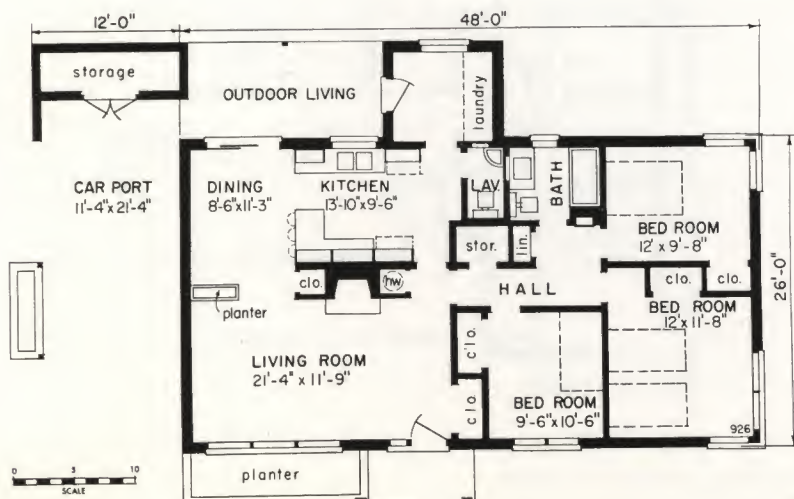 12'-0"
48'-0"
storage
OUTDOOR LIVING
laundry
CAR PORT
11'-4"x21'-4"
DINING
8'-6"x11'-3"
KITCHEN
13'-10"x9'-6"
LAV.
BATH
BED ROOM
12' x 9'-8"
stor.
lin.
26'-0"
clo.
hw
HALL
clo.
clo.
BED ROOM
12'x 11'-8"
planter
LIVING ROOM
21'-4" x 11'-9"
clo.
clo.
BED ROOM
9'-6"x10'-6"
926
planter
0 5 10
SCALE